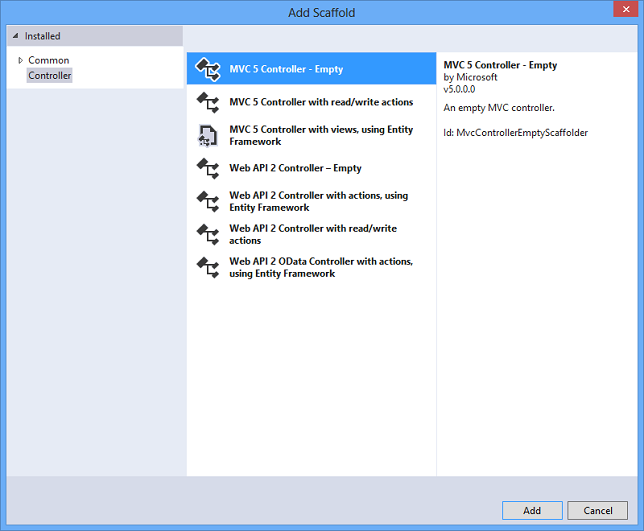 Add Scaffold
Installed
Common
Controller
MVC 5 Controller - Empty
MVC 5 Controller with read/write actions
MVC 5 Controller with views, using Entity
Framework
Web API 2 Controller – Empty
Web API 2 Controller with actions, using
Entity Framework
Web API 2 Controller with read/write
actions
Web API 2 OData Controller with actions,
using Entity Framework
MVC 5 Controller - Empty
by Microsoft
v5.0.0.0
An empty MVC controller.
Id: MvcControllerEmptyScaffolder
Add
Cancel